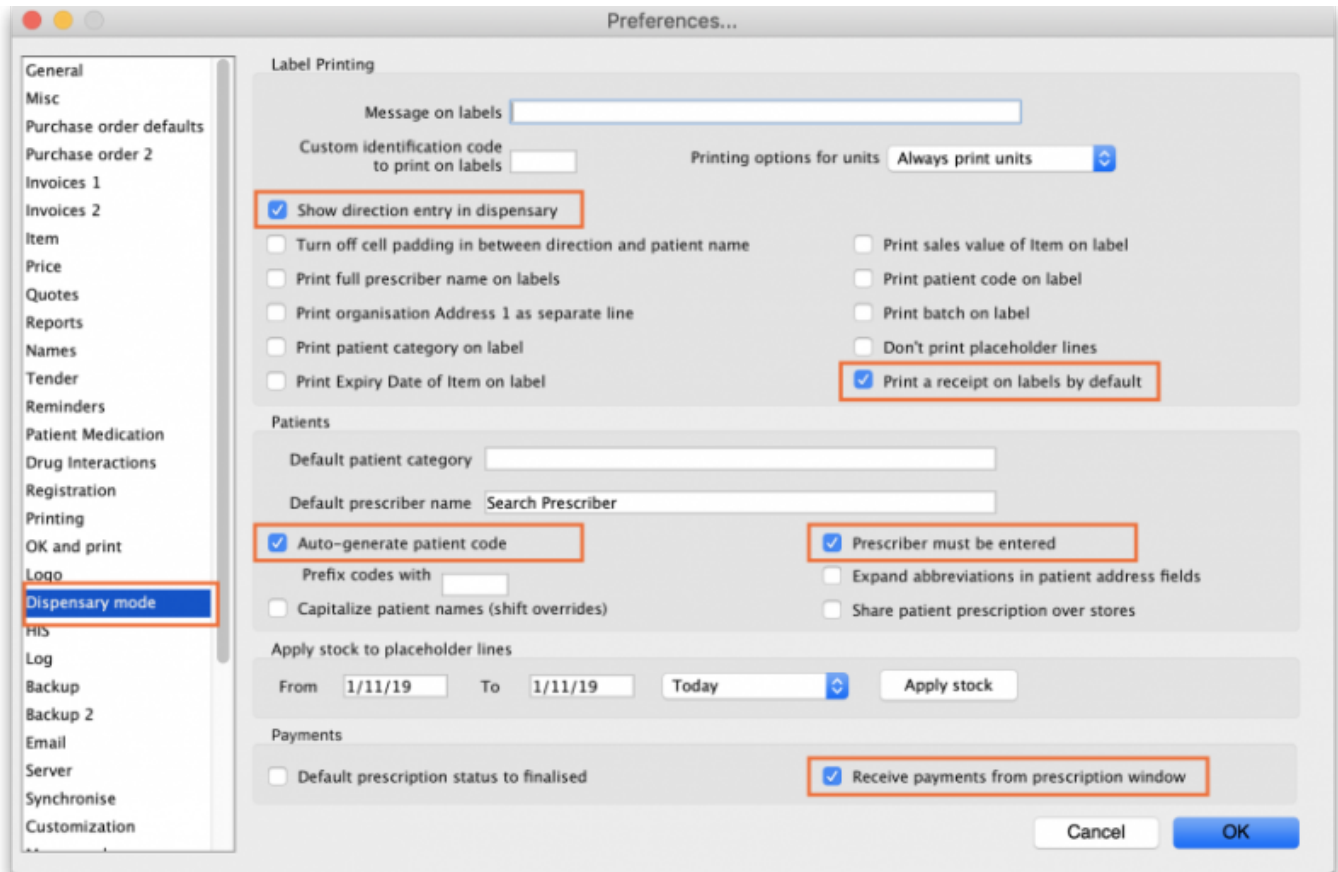 Preferences...
General
Misc
Purchase order defaults
Purchase order 2
Invoices 1
Invoices 2
Item
Price
Quotes
Reports
Names
Tender
Reminders
Patient Medication
Drug Interactions
Registration
Printing
OK and print
Logo
Dispensary mode
HIS
Log
Backup
Backup 2
Email
Server
Synchronise
Customization
Label Printing
Message on labels
Custom identification code
to print on labels
Printing options for units Always print units
Show direction entry in dispensary
Turn off cell padding in between direction and patient name
Print sales value of Item on label
Print full prescriber name on labels
Print patient code on label
Print organisation Address 1 as separate line
Print batch on label
Print patient category on label
Don't print placeholder lines
Print Expiry Date of Item on label
Print a receipt on labels by default
Patients
Default patient category
Default prescriber name Search Prescriber
Auto-generate patient code
Prescriber must be entered
Prefix codes with
Expand abbreviations in patient address fields
Capitalize patient names (shift overrides)
Share patient prescription over stores
Apply stock to placeholder lines
From 1/11/19 To 1/11/19 Today Apply stock
Payments
Default prescription status to finalised
Receive payments from prescription window
Cancel OK